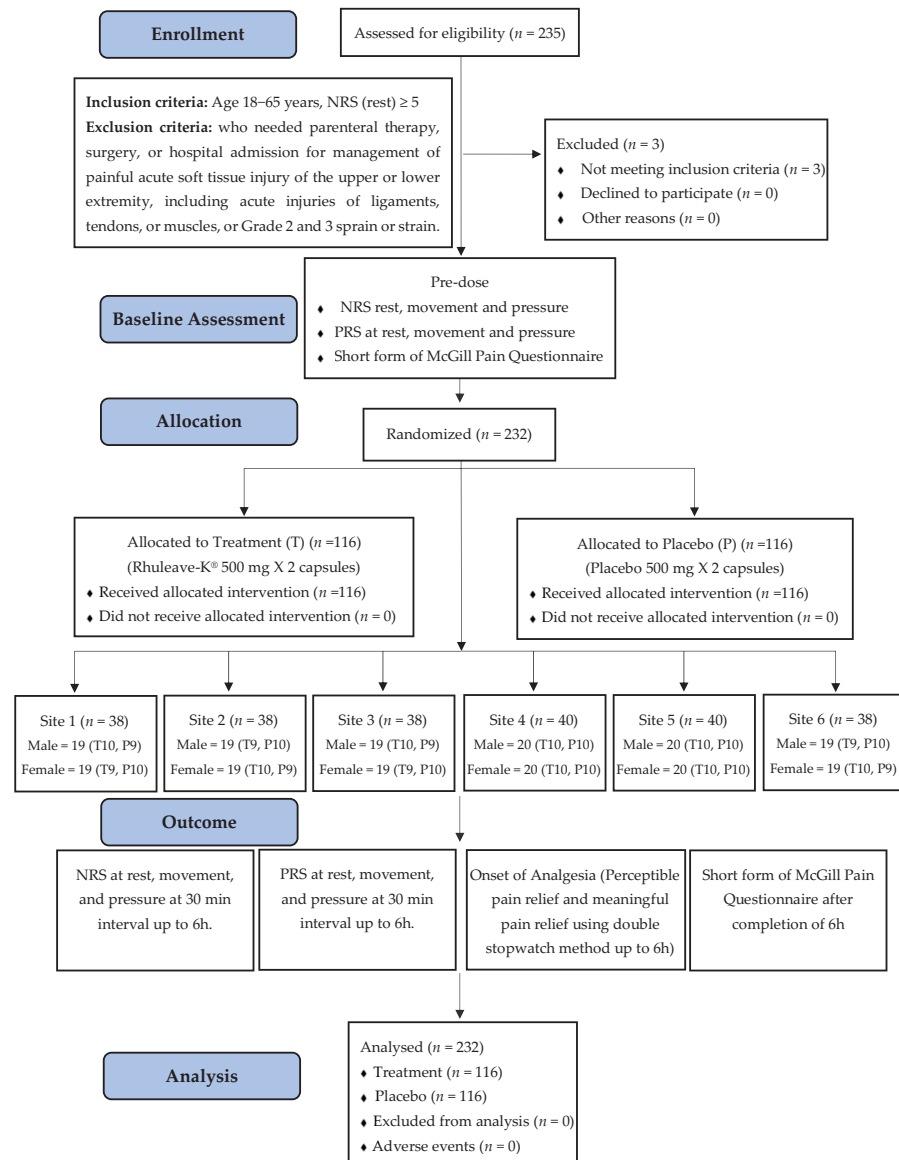 Enrollment
Assessed for eligibility (n = 235)
Inclusion criteria: Age 18–65 years, NRS (rest) ≥ 5
Exclusion criteria: who needed parenteral therapy,
surgery, or hospital admission for management of
painful acute soft tissue injury of the upper or lower
extremity, including acute injuries of ligaments,
tendons, or muscles, or Grade 2 and 3 sprain or strain.
Excluded (n = 3)
♦ Not meeting inclusion criteria (n = 3)
♦ Declined to participate (n = 0)
♦ Other reasons (n = 0)
Baseline Assessment
Pre-dose
♦ NRS rest, movement and pressure
♦ PRS at rest, movement and pressure
♦ Short form of McGill Pain Questionnaire
Allocation
Randomized (n = 232)
Allocated to Treatment (T) (n =116)
(Rhuleave-K® 500 mg X 2 capsules)
♦ Received allocated intervention (n =116)
♦ Did not receive allocated intervention (n = 0)
Allocated to Placebo (P) (n =116)
(Placebo 500 mg X 2 capsules)
♦ Received allocated intervention (n =116)
♦ Did not receive allocated intervention (n = 0)
Site 1 (n = 38)
Male = 19 (T10, P9)
Female = 19 (T9, P10)
Site 2 (n = 38)
Male = 19 (T9, P10)
Female = 19 (T10, P9)
Site 3 (n = 38)
Male = 19 (T10, P9)
Female = 19 (T9, P10)
Site 4 (n = 40)
Male = 20 (T10, P10)
Female = 20 (T10, P10)
Site 5 (n = 40)
Male = 20 (T10, P10)
Female = 20 (T10, P10)
Site 6 (n = 38)
Male = 19 (T9, P10)
Female = 19 (T10, P9)
Outcome
NRS at rest, movement,
and pressure at 30 min
interval up to 6h.
PRS at rest, movement,
and pressure at 30 min
interval up to 6h.
Onset of Analgesia (Perceptible
pain relief and meaningful
pain relief using double
stopwatch method up to 6h)
Short form of McGill Pain
Questionnaire after
completion of 6h
Analysis
Analysed (n = 232)
♦ Treatment (n = 116)
♦ Placebo (n = 116)
♦ Excluded from analysis (n = 0)
♦ Adverse events (n = 0)